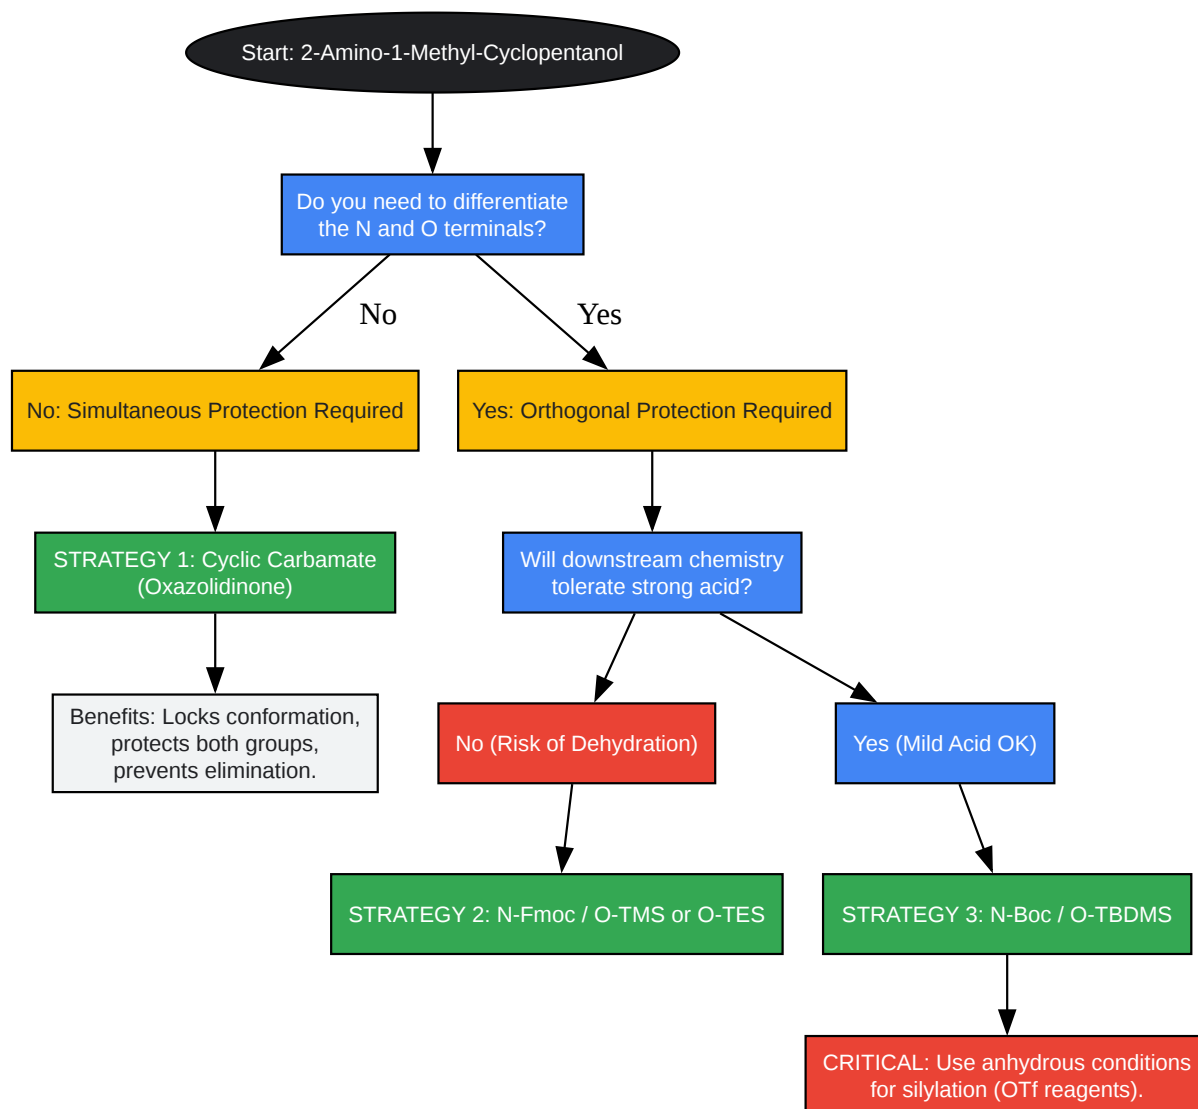 Start: 2-Amino-1-Methyl-Cyclopentanol
Do you need to differentiate
the N and O terminals?
No
Yes
No: Simultaneous Protection Required
Yes: Orthogonal Protection Required
STRATEGY 1: Cyclic Carbamate
(Oxazolidinone)
Will downstream chemistry
tolerate strong acid?
Benefits: Locks conformation,
protects both groups,
prevents elimination.
No (Risk of Dehydration)
Yes (Mild Acid OK)
STRATEGY 2: N-Fmoc / O-TMS or O-TES
STRATEGY 3: N-Boc / O-TBDMS
CRITICAL: Use anhydrous conditions
for silylation (OTf reagents).